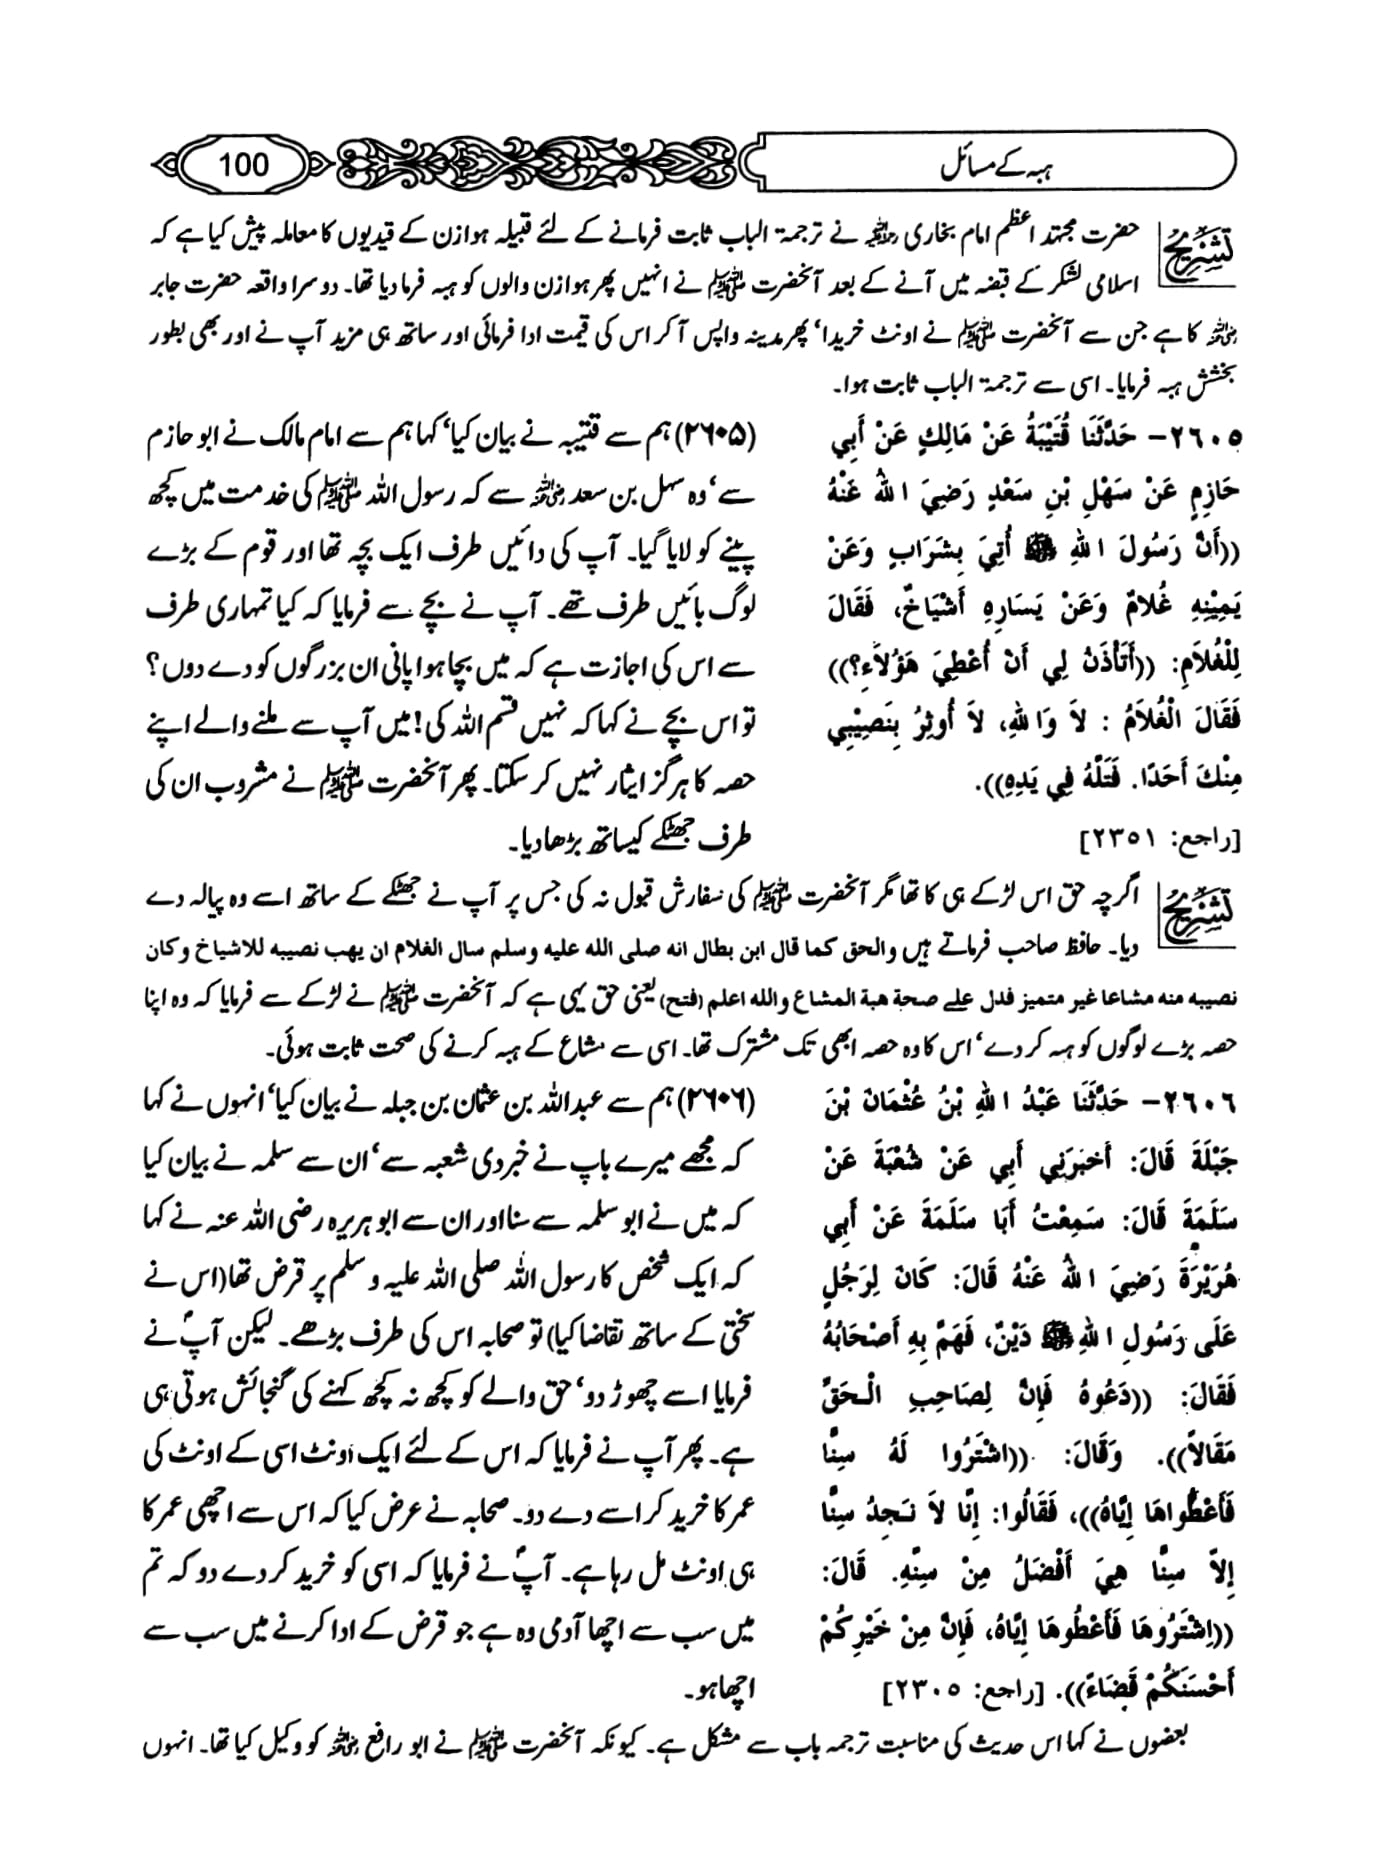 ہبہ کے مسائل
100
تشریح
حضرت مجتہد اعظم امام بخاری رحمہ اللہ نے ترجمۃ الباب ثابت فرمانے کے لئے قبیلہ ہوازن کے قیدیوں کا معاملہ پیش کیا ہے کہ
اسلامی لشکر کے قبضہ میں آنے کے بعد آنحضرت ﷺ نے انہیں پھر ہوازن والوں کو ہبہ فرما دیا تھا۔ دوسرا واقعہ حضرت جابر
رضی اللہ عنہ کا ہے جن سے آنحضرت ﷺ نے اونٹ خریدا‘ پھر مدینہ واپس آکر اس کی قیمت ادا فرمائی اور ساتھ ہی مزید آپ نے اور بھی بطور
بخشش ہبہ فرمایا۔ اسی سے ترجمۃ الباب ثابت ہوا۔
٢٦٠٥- حَدَّثَنَا قُتَيْبَةُ عَنْ مَالِكٍ عَنْ أَبِي
حَازِمٍ عَنْ سَهْلِ بْنِ سَعْدٍ رَضِيَ اللهُ عَنْهُ
((أَنَّ رَسُولَ اللهِ ﷺ أُتِيَ بِشَرَابٍ وَعَنْ
يَمِيْنِهِ غُلاَمٌ وَعَنْ يَسَارِهِ أَشْيَاخٌ، فَقَالَ
لِلْغُلاَمِ: ((أَتَأْذَنُ لِي أَنْ أُعْطِيَ هَؤُلاَءِ؟))
فَقَالَ الْغُلاَمُ : لاَ وَاللهِ، لاَ أُوثِرُ بِنَصِيْبِي
مِنْكَ أَحَدًا. فَتَلَّهُ فِي يَدِهِ)).
[راجع: ٢٣٥١]
(۲۶۰۵) ہم سے قتیبہ نے بیان کیا‘ کہا ہم سے امام مالک نے ابو حازم
سے‘ وہ سہل بن سعد رضی اللہ عنہ سے کہ رسول اللہ ﷺ کی خدمت میں کچھ
پینے کو لایا گیا۔ آپ کی دائیں طرف ایک بچہ تھا اور قوم کے بڑے
لوگ بائیں طرف تھے۔ آپ نے بچے سے فرمایا کہ کیا تمہاری طرف
سے اس کی اجازت ہے کہ میں بچا ہوا پانی ان بزرگوں کو دے دوں؟
تو اس بچے نے کہا کہ نہیں قسم اللہ کی! میں آپ سے ملنے والے اپنے
حصہ کا ہرگز ایثار نہیں کر سکتا۔ پھر آنحضرت ﷺ نے مشروب ان کی
طرف جھٹکے کیساتھ بڑھا دیا۔
تشریح
اگرچہ حق اس لڑکے ہی کا تھا مگر آنحضرت ﷺ کی سفارش قبول نہ کی جس پر آپ نے جھٹکے کے ساتھ اسے وہ پیالہ دے
دیا۔ حافظ صاحب فرماتے ہیں والحق کما قال ابن بطال انه صلی الله علیه وسلم سال الغلام ان یهب نصیبه للاشیاخ وکان
نصیبه منه مشاعا غیر متمیز فدل علی صحة هبة المشاع والله اعلم (فتح) یعنی حق یہی ہے کہ آنحضرت ﷺ نے لڑکے سے فرمایا کہ وہ اپنا
حصہ بڑے لوگوں کو ہبہ کر دے‘ اس کا وہ حصہ ابھی تک مشترک تھا۔ اسی سے مشاع کے ہبہ کرنے کی صحت ثابت ہوئی۔
٢٦٠٦- حَدَّثَنَا عَبْدُ اللهِ بْنُ عُثْمَانَ بْنَ
جَبَلَةَ قَالَ: أَخبَرَنِي أَبِي عَنْ شُعْبَةَ عَنْ
سَلَمَةَ قَالَ: سَمِعْتُ أَبَا سَلَمَةَ عَنْ أَبِي
هُرَيْرَةَ رَضِيَ اللهُ عَنْهُ قَالَ: كَانَ لِرَجُلٍ
عَلَى رَسُولِ اللهِ ﷺ دَيْنٌ، فَهَمَّ بِهِ أَصْحَابُهُ
فَقَالَ: ((دَعُوهُ فَإِنَّ لِصَاحِبِ الْحَقِّ
مَقَالاً)). وَقَالَ: ((اشْتَرُوا لَهُ سِنًّا
فَأَعْطُواهَا إِيَّاهُ))، فَقَالُوا: إِنَّا لاَ نَجِدُ سِنًّا
إِلاَّ سِنًّا هِيَ أَفْضَلُ مِنْ سِنِّهِ. قَالَ:
((اِشْتَرُوهَا فَأَعْطُوهَا إِيَّاهُ، فَإِنَّ مِنْ خَيْرِكُمْ
أَحْسَنَكُمْ قَضَاءً)). [راجع: ٢٣٠٥]
(۲۶۰۶) ہم سے عبداللہ بن عثمان بن جبلہ نے بیان کیا‘ انہوں نے کہا
کہ مجھے میرے باپ نے خبر دی شعبہ سے‘ ان سے سلمہ نے بیان کیا
کہ میں نے ابو سلمہ سے سنا اور ان سے ابو ہریرہ رضی اللہ عنہ نے کہا
کہ ایک شخص کا رسول اللہ صلی اللہ علیہ و سلم پر قرض تھا (اس نے
سختی کے ساتھ تقاضا کیا) تو صحابہ اس کی طرف بڑھے۔ لیکن آپؐ نے
فرمایا اسے چھوڑ دو‘ حق والے کو کچھ نہ کچھ کہنے کی گنجائش ہوتی ہی
ہے۔ پھر آپ نے فرمایا کہ اس کے لئے ایک اونٹ اسی کے اونٹ کی
عمر کا خرید کر اسے دے دو۔ صحابہ نے عرض کیا کہ اس سے اچھی عمر کا
ہی اونٹ مل رہا ہے۔ آپؐ نے فرمایا کہ اسی کو خرید کر دے دو کہ تم
میں سب سے اچھا آدمی وہ ہے جو قرض کے ادا کرنے میں سب سے
اچھا ہو۔
بعضوں نے کہا اس حدیث کی مناسبت ترجمہ باب سے مشکل ہے۔ کیونکہ آنحضرت ﷺ نے ابو رافع رضی اللہ عنہ کو وکیل کیا تھا۔ انہوں